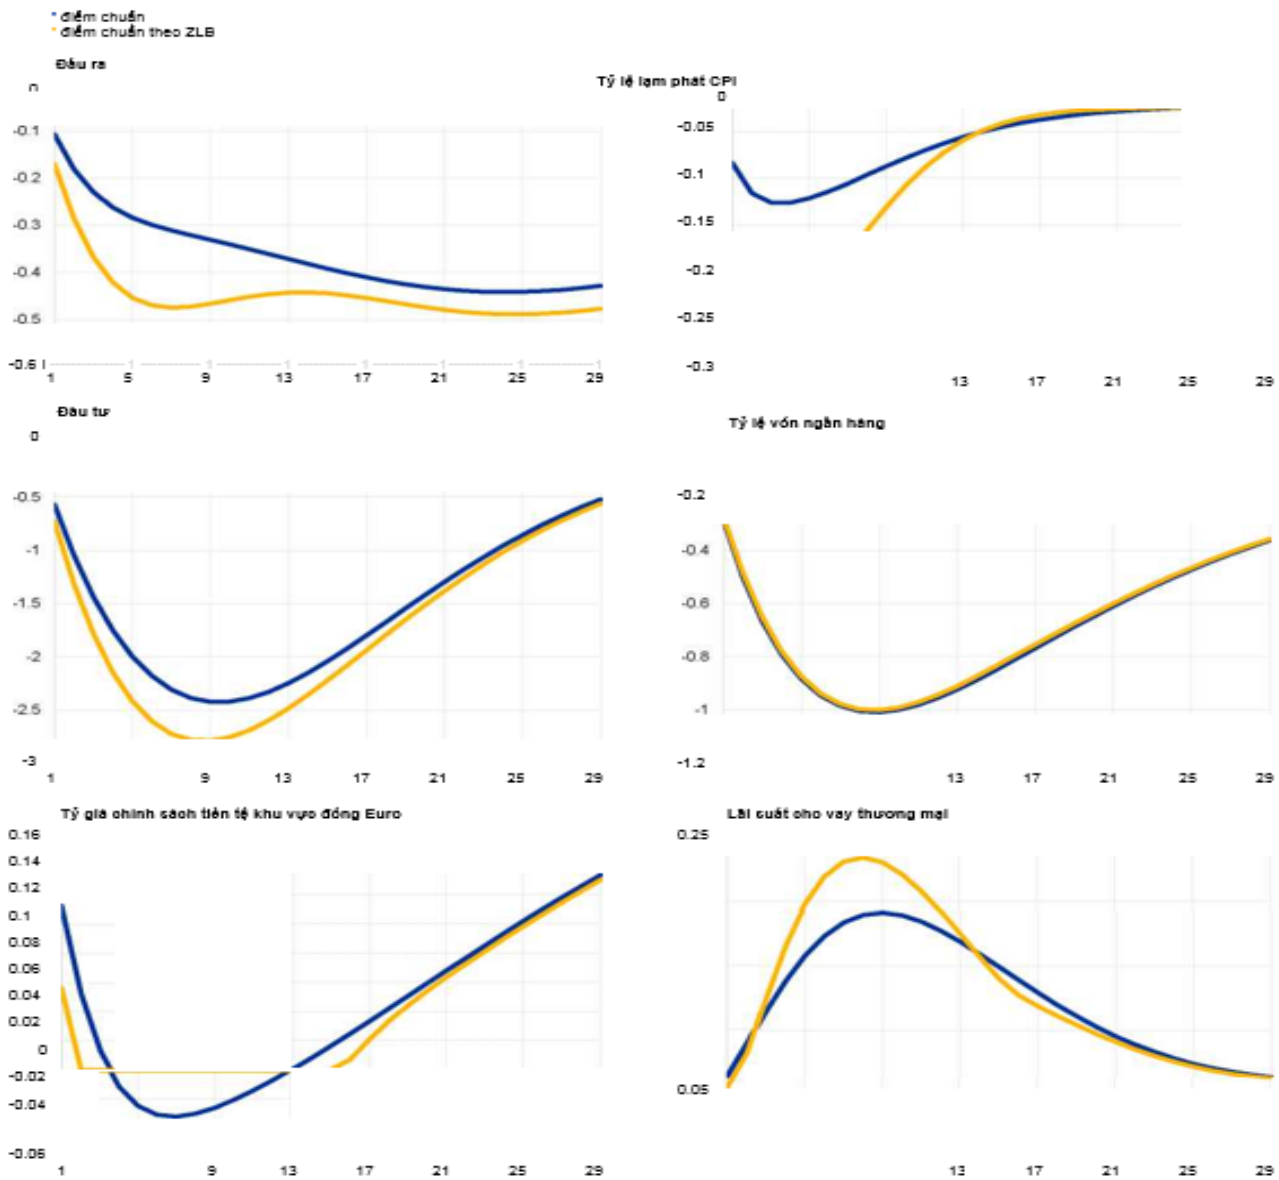 điểm chuẩn
điểm chuẩn theo ZLB
Đầu ra
0
-0.1
-0.2
-0.3
-0.4
-0.5
-0.6
1 5 9 13 17 21 25 29
Tỷ lệ lạm phát CPI
0
-0.05
-0.1
-0.15
-0.2
-0.25
-0.3
13 17 21 25 29
Đầu tư
0
-0.5
-1
-1.5
-2
-2.5
-3
1 9 13 17 21 25 29
Tỷ lệ vốn ngân hàng
-0.2
-0.4
-0.6
-0.8
-1
-1.2
13 17 21 25 29
Tỷ giá chính sách tiền tệ khu vực đồng Euro
0.16
0.14
0.12
0.1
0.08
0.06
0.04
0.02
0
-0.02
-0.04
-0.06
1 9 13 17 21 25 29
Lãi suất cho vay thương mại
0.25
0.05
13 17 21 25 29